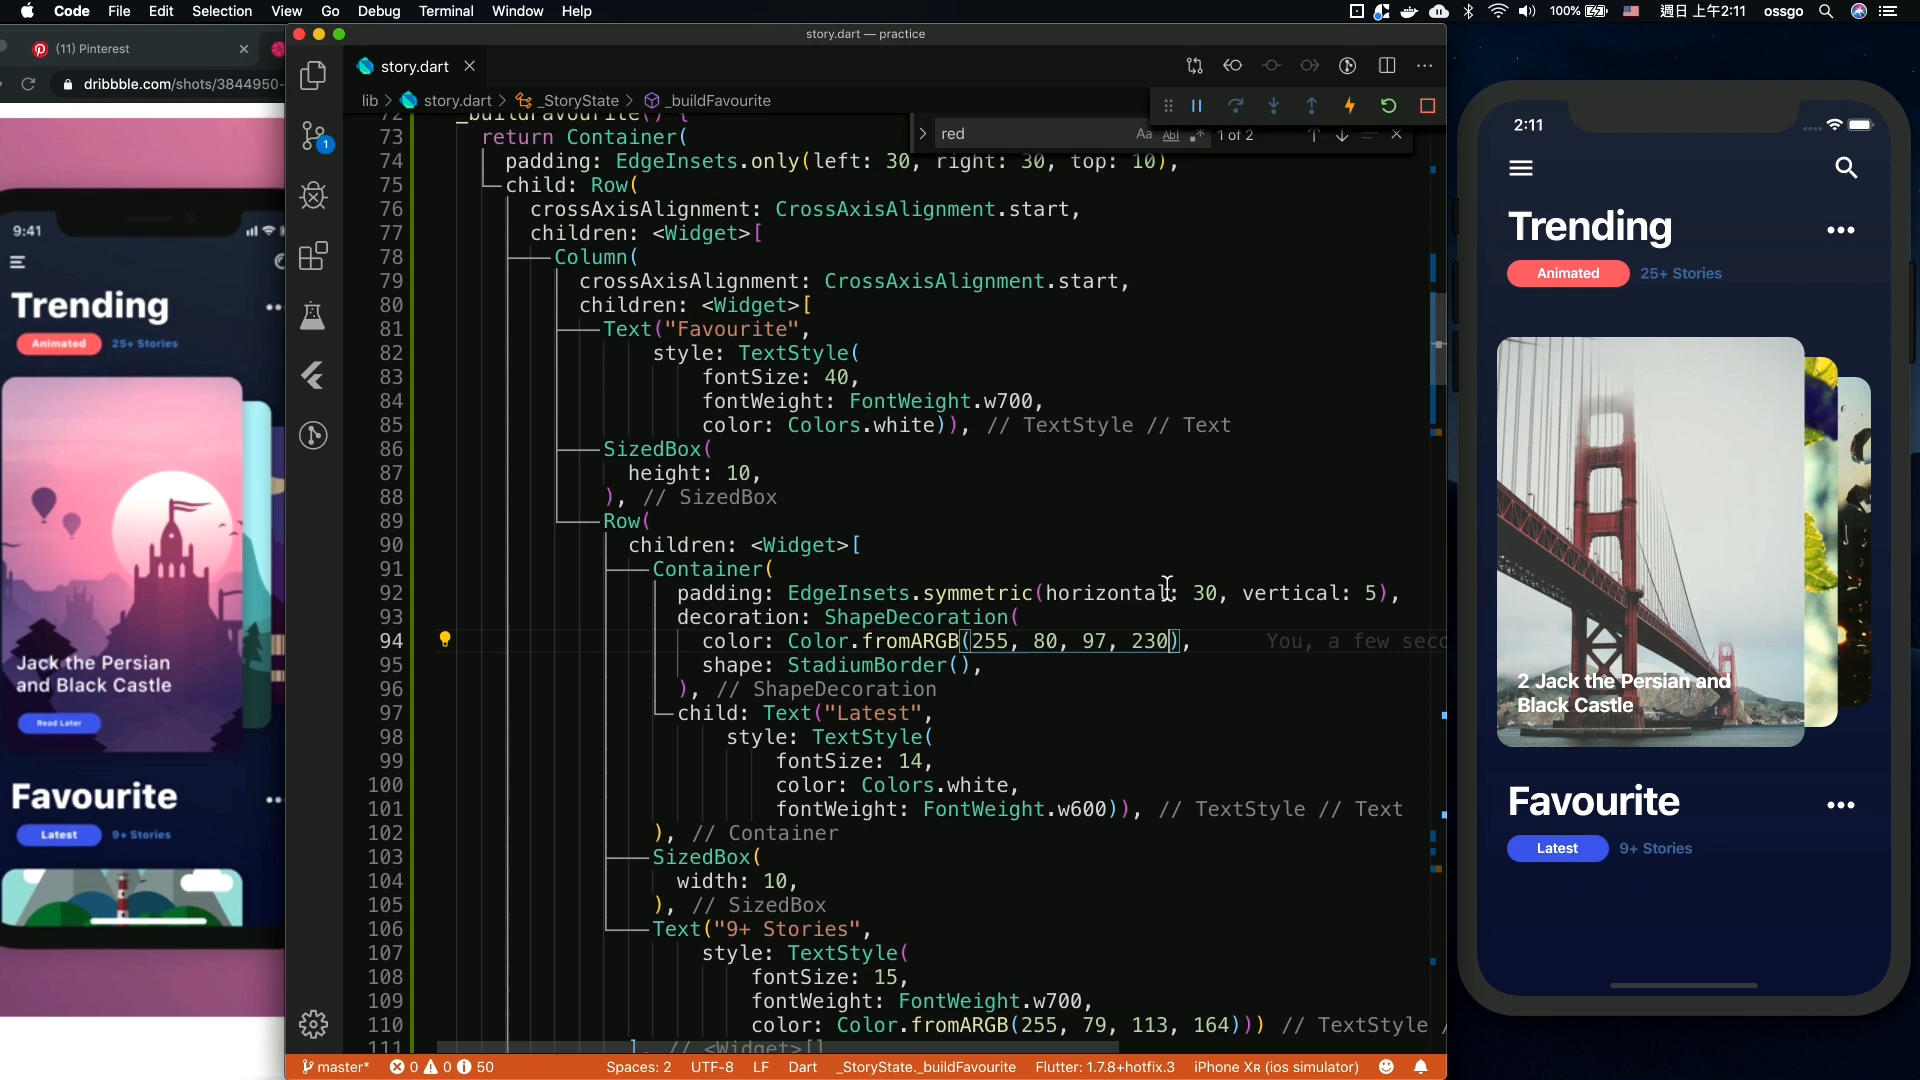 Code File Edit Selection View Go Debug Terminal Window Help
100% 週日 上午2:11 ossgo
(11) Pinterest
dribbble.com/shots/3844950-
9:41
Trending
Animated 25+ Stories
Jack the Persian
and Black Castle
Read Later
Favourite
Latest 9+ Stories
story.dart — practice
story.dart
lib > story.dart > _StoryState > _buildFavourite
red
Aa Abl .* 1 of 2
1
72 _buildFavourite() {
73 return Container(
74 padding: EdgeInsets.only(left: 30, right: 30, top: 10),
75 child: Row(
76 crossAxisAlignment: CrossAxisAlignment.start,
77 children: <Widget>[
78 Column(
79 crossAxisAlignment: CrossAxisAlignment.start,
80 children: <Widget>[
81 Text("Favourite",
82 style: TextStyle(
83 fontSize: 40,
84 fontWeight: FontWeight.w700,
85 color: Colors.white)), // TextStyle // Text
86 SizedBox(
87 height: 10,
88 ), // SizedBox
89 Row(
90 children: <Widget>[
91 Container(
92 padding: EdgeInsets.symmetric(horizontal: 30, vertical: 5),
93 decoration: ShapeDecoration(
94 color: Color.fromARGB(255, 80, 97, 230), You, a few seco
95 shape: StadiumBorder(),
96 ), // ShapeDecoration
97 child: Text("Latest",
98 style: TextStyle(
99 fontSize: 14,
100 color: Colors.white,
101 fontWeight: FontWeight.w600)), // TextStyle // Text
102 ), // Container
103 SizedBox(
104 width: 10,
105 ), // SizedBox
106 Text("9+ Stories",
107 style: TextStyle(
108 fontSize: 15,
109 fontWeight: FontWeight.w700,
110 color: Color.fromARGB(255, 79, 113, 164))) // TextStyle /
111 ], // <Widget>[]
master* 0 0 50 Spaces: 2 UTF-8 LF Dart _StoryState._buildFavourite Flutter: 1.7.8+hotfix.3 iPhone XR (ios simulator)
2:11
Trending
Animated 25+ Stories
2 Jack the Persian and
Black Castle
Favourite
Latest 9+ Stories